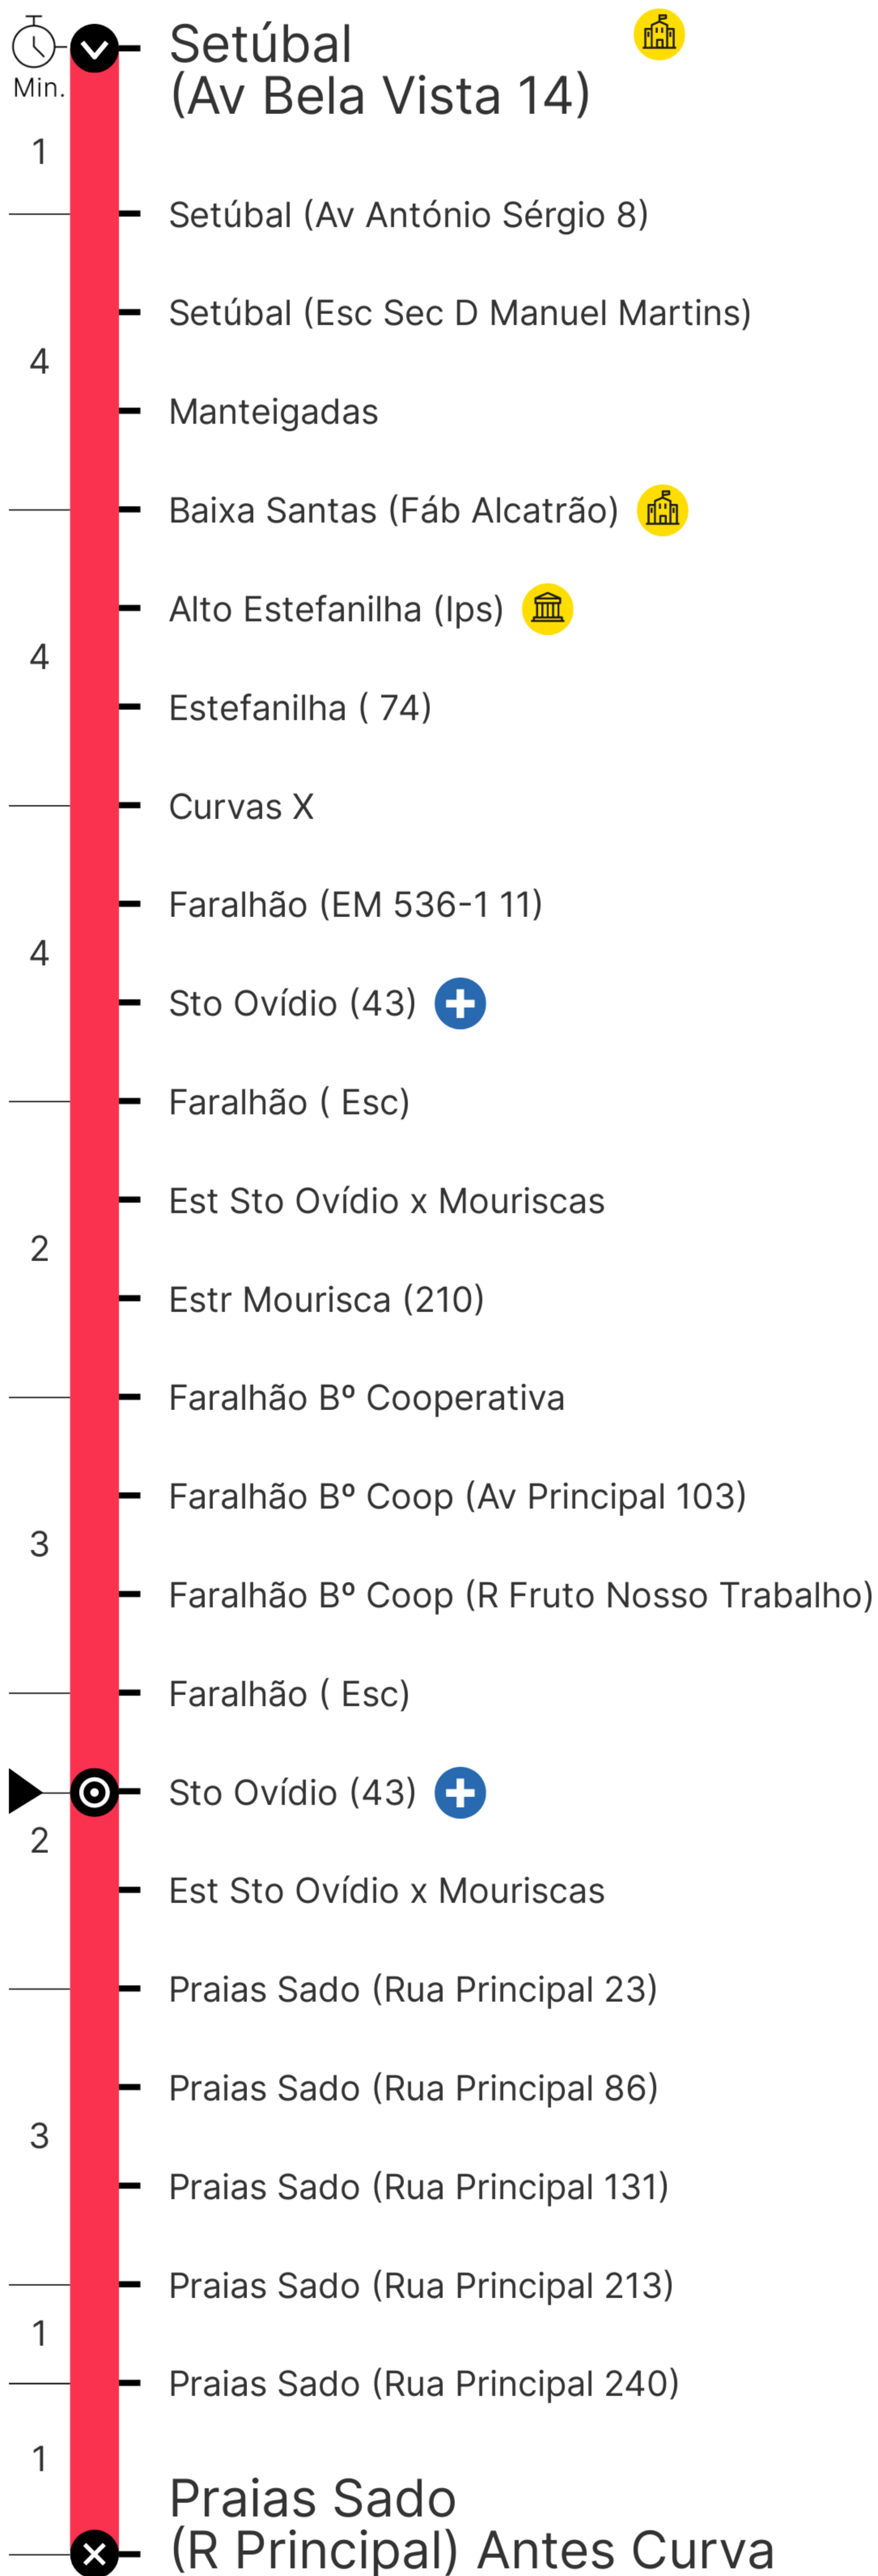 Setúbal
(Av Bela Vista 14)
Min.
1
Setúbal (Av António Sérgio 8)
Setúbal (Esc Sec D Manuel Martins)
4
Manteigadas
Baixa Santas (Fáb Alcatrão)
Alto Estefanilha (Ips)
4
Estefanilha ( 74)
Curvas X
Faralhão (EM 536-1 11)
4
Sto Ovídio (43)
Faralhão ( Esc)
Est Sto Ovídio x Mouriscas
2
Estr Mourisca (210)
Faralhão Bº Cooperativa
Faralhão Bº Coop (Av Principal 103)
3
Faralhão Bº Coop (R Fruto Nosso Trabalho)
Faralhão ( Esc)
Sto Ovídio (43)
2
Est Sto Ovídio x Mouriscas
Praias Sado (Rua Principal 23)
Praias Sado (Rua Principal 86)
3
Praias Sado (Rua Principal 131)
Praias Sado (Rua Principal 213)
1
Praias Sado (Rua Principal 240)
1
Praias Sado
(R Principal) Antes Curva